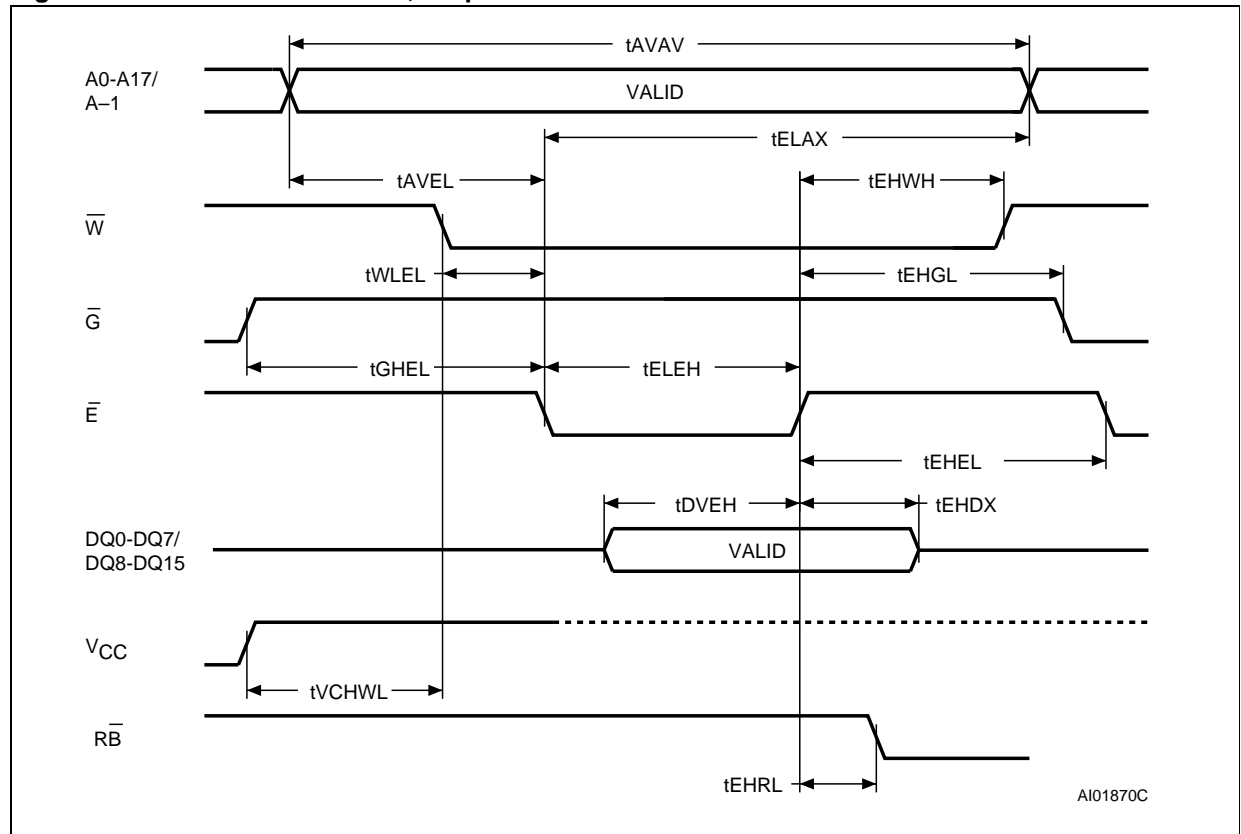 tAVAV
A0-A17/
A–1
VALID
tELAX
tAVEL
tEHWH
W̅
tWLEL
tEHGL
G̅
tGHEL
tELEH
E̅
tEHEL
tDVEH
tEHDX
DQ0-DQ7/
DQ8-DQ15
VALID
VCC
tVCHWL
RB̅
tEHRL
AI01870C